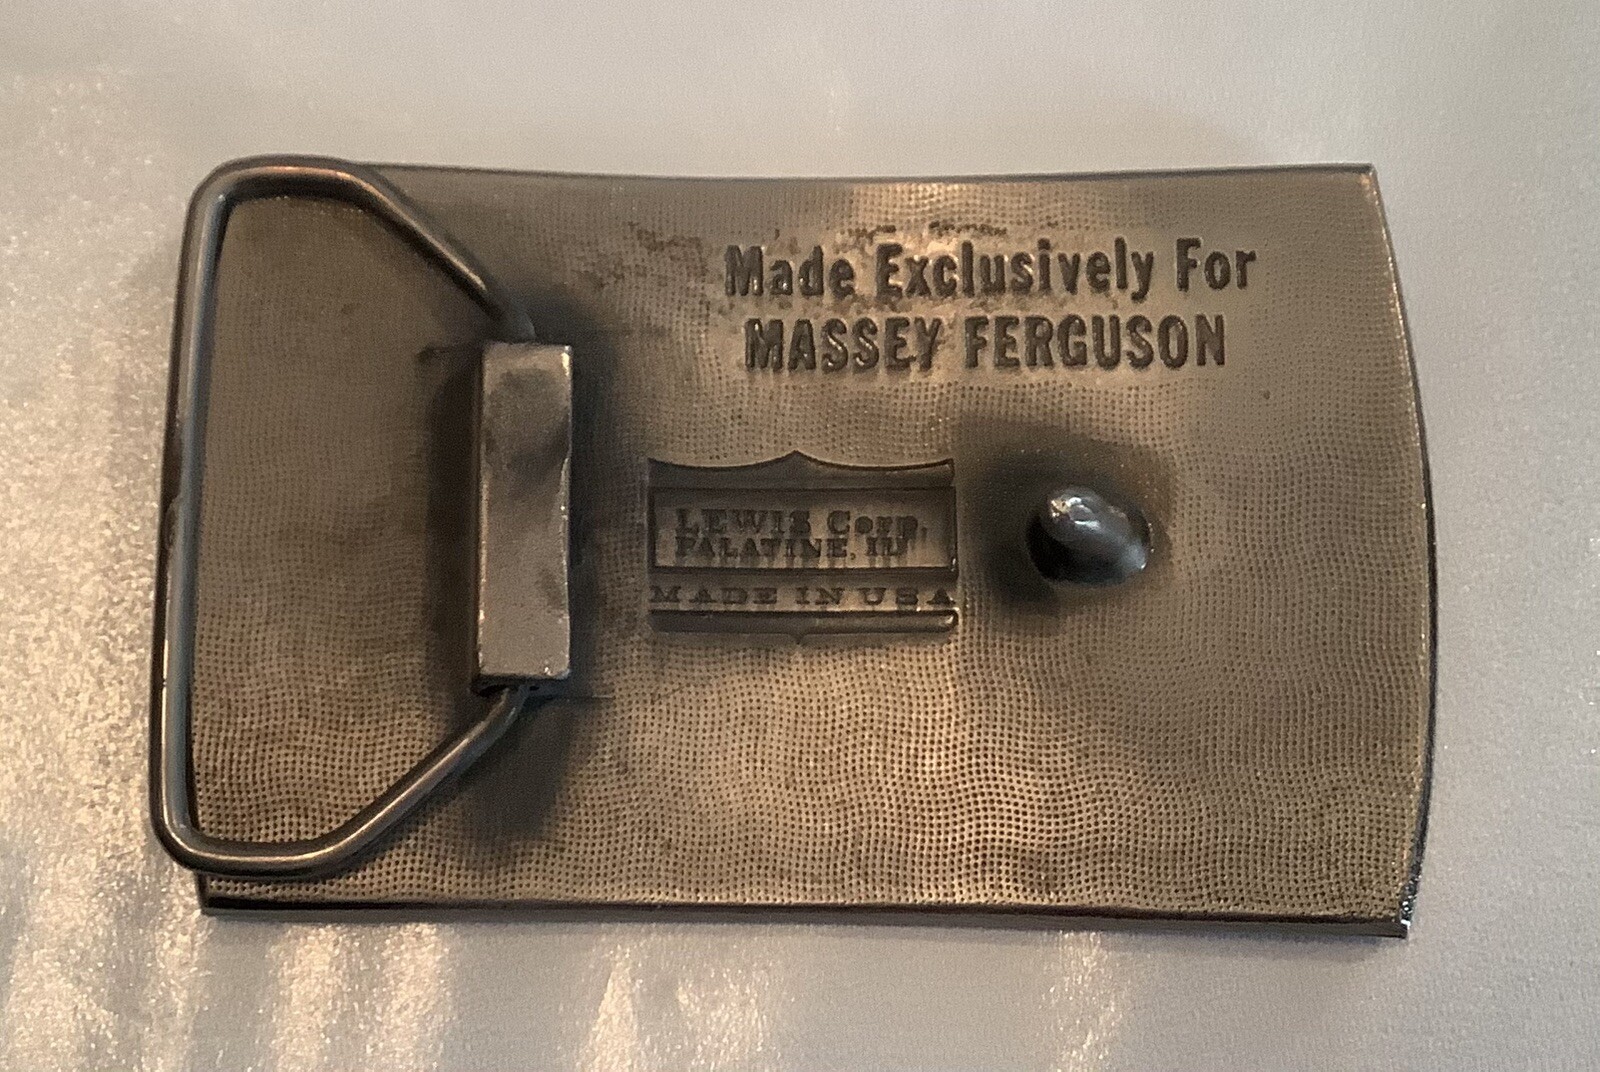 Made Exclusively For
MASSEY FERGUSON
LEWIS Corp.
PALATINE, ILL
MADE IN USA